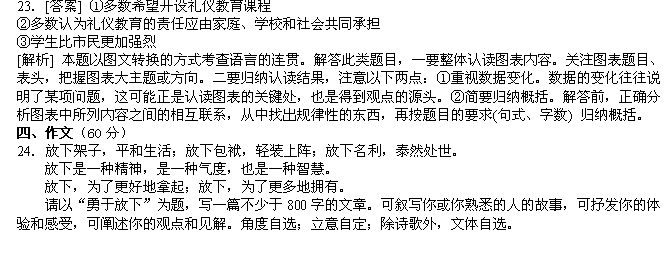 23. [答案] ①多数希望开设礼仪教育课程
②多数认为礼仪教育的责任应由家庭、学校和社会共同承担
③学生比市民更加强烈
[解析] 本题以图文转换的方式考查语言的连贯。解答此类题目，一要整体认读图表内容。关注图表题目、
表头，把握图表大主题或方向。二要归纳认读结果，注意以下两点：①重视数据变化。数据的变化往往说
明了某项问题，这可能正是认读图表的关键处，也是得到观点的源头。②简要归纳概括。解答前，正确分
析图表中所列内容之间的相互联系，从中找出规律性的东西，再按题目的要求(句式、字数) 归纳概括。
四、作文（60 分）
24．放下架子，平和生活；放下包袱，轻装上阵；放下名利，泰然处世。
放下是一种精神，是一种气度，也是一种智慧。
放下，为了更好地拿起；放下，为了更多地拥有。
请以“勇于放下”为题，写一篇不少于 800 字的文章。可叙写你或你熟悉的人的故事，可抒发你的体
验和感受，可阐述你的观点和见解。角度自选；立意自定；除诗歌外，文体自选。